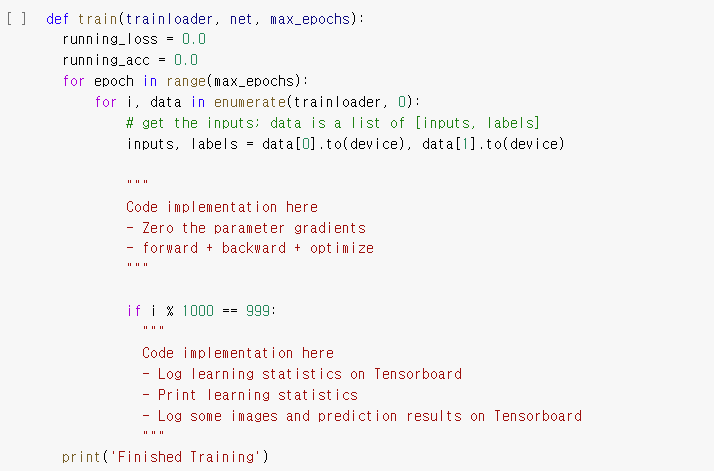 [ ] def train(trainloader, net, max_epochs):
running_loss = 0.0
running_acc = 0.0
for epoch in range(max_epochs):
for i, data in enumerate(trainloader, 0):
# get the inputs; data is a list of [inputs, labels]
inputs, labels = data[0].to(device), data[1].to(device)
"""
Code implementation here
- Zero the parameter gradients
- forward + backward + optimize
"""
if i % 1000 == 999:
"""
Code implementation here
- Log learning statistics on Tensorboard
- Print learning statistics
- Log some images and prediction results on Tensorboard
"""
print('Finished Training')